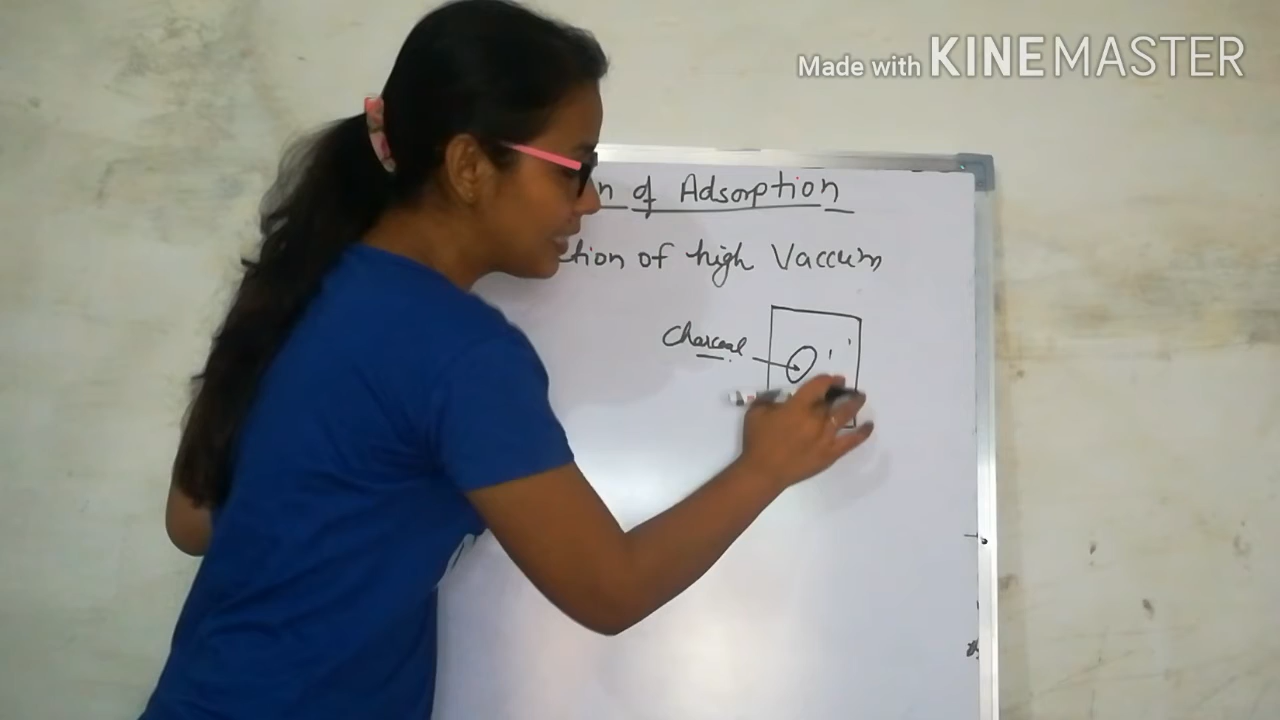 Made with KINEMASTER
n of Adsorption
ction of high Vaccum
Charcoal